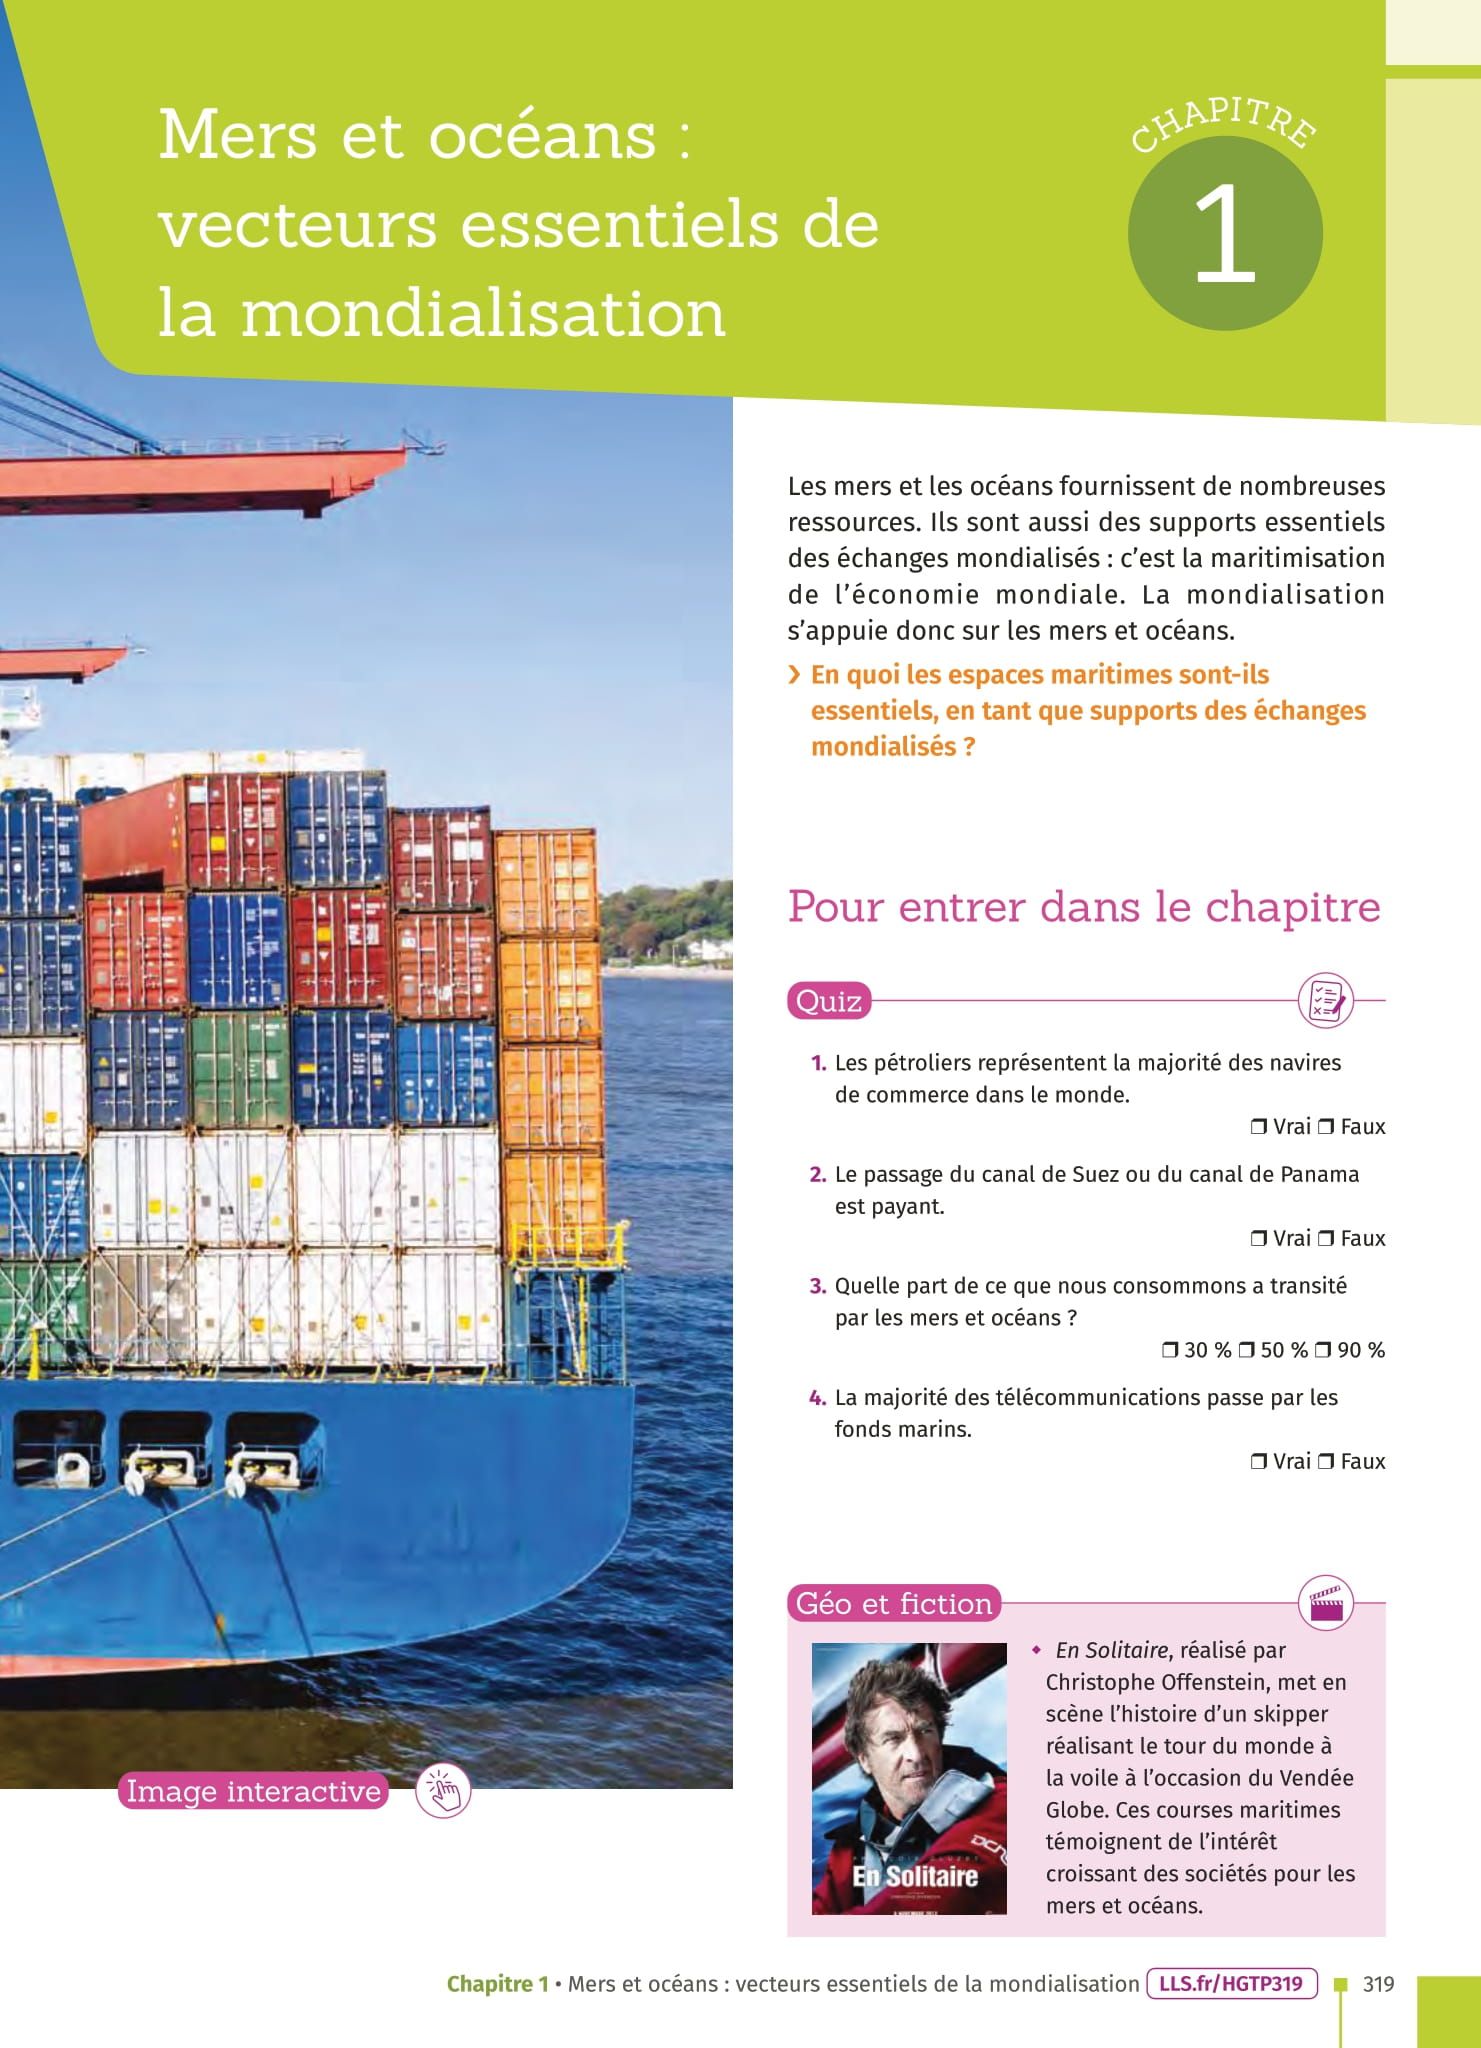 CHAPITRE
1
Mers et océans :
vecteurs essentiels de
la mondialisation
Les mers et les océans fournissent de nombreuses
ressources. Ils sont aussi des supports essentiels
des échanges mondialisés : c’est la maritimisation
de l’économie mondiale. La mondialisation
s’appuie donc sur les mers et océans.
› En quoi les espaces maritimes sont-ils
essentiels, en tant que supports des échanges
mondialisés ?
Pour entrer dans le chapitre
Quiz
1. Les pétroliers représentent la majorité des navires
de commerce dans le monde.
❒ Vrai ❒ Faux
2. Le passage du canal de Suez ou du canal de Panama
est payant.
❒ Vrai ❒ Faux
3. Quelle part de ce que nous consommons a transité
par les mers et océans ?
❒ 30 % ❒ 50 % ❒ 90 %
4. La majorité des télécommunications passe par les
fonds marins.
❒ Vrai ❒ Faux
Géo et fiction
En Solitaire
◆ En Solitaire, réalisé par
Christophe Offenstein, met en
scène l’histoire d’un skipper
réalisant le tour du monde à
la voile à l’occasion du Vendée
Globe. Ces courses maritimes
témoignent de l’intérêt
croissant des sociétés pour les
mers et océans.
Image interactive
Chapitre 1 • Mers et océans : vecteurs essentiels de la mondialisation LLS.fr/HGTP319 319